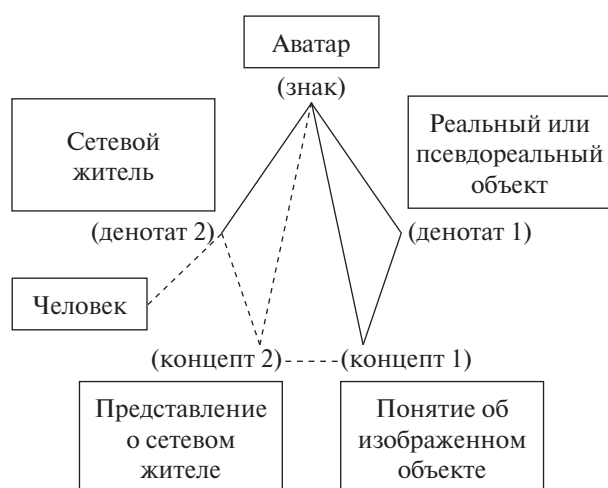 Аватар
(знак)
Сетевой
житель
Реальный или
псевдореальный
объект
(денотат 2)
(денотат 1)
Человек
(концепт 2)
(концепт 1)
Представление
о сетевом
жителе
Понятие об
изображенном
объекте